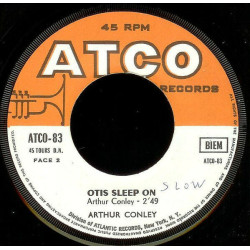 45 RPM
ATCO
RECORDS
ATCO-83
45 TOURS D.H.
FACE 2
BIEM
ATCO-83
OTIS SLEEP ON
Arthur Conley - 2'49
SLOW
ARTHUR CONLEY
Division of ATLANTIC RECORDS, New York, N. Y.